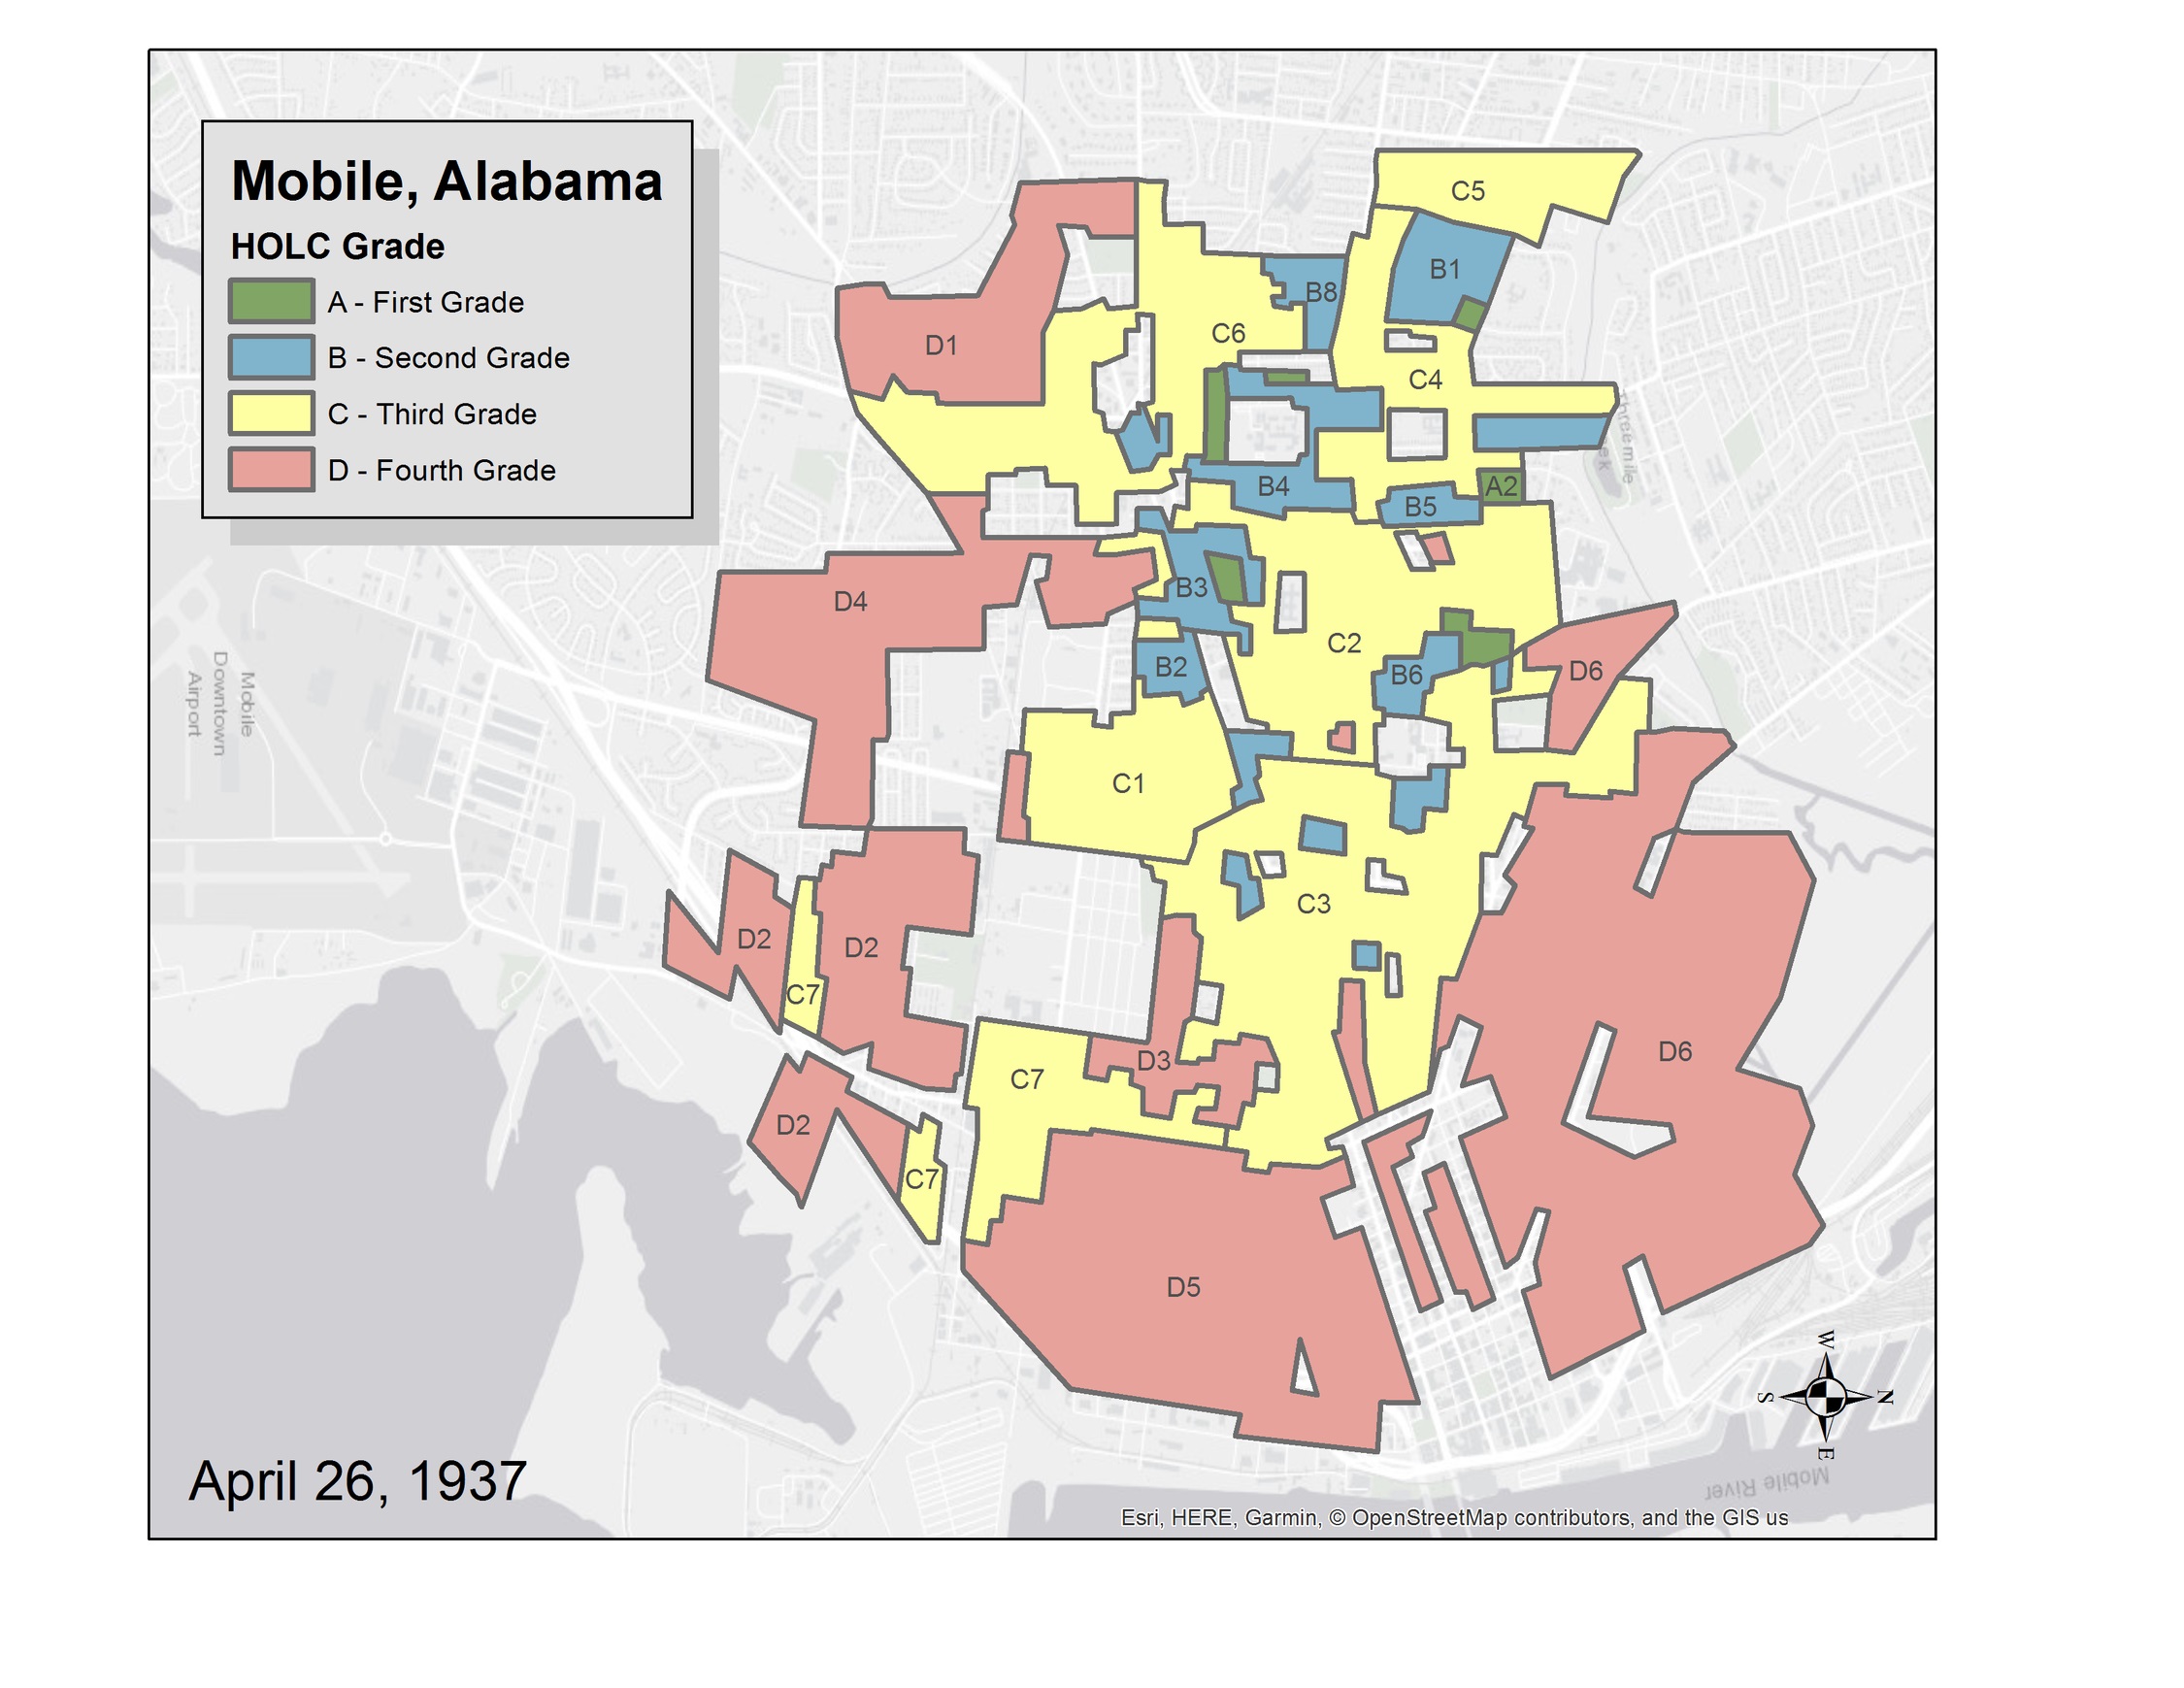 Mobile, Alabama
HOLC Grade
A - First Grade
B - Second Grade
C - Third Grade
D - Fourth Grade
C5
B1
B8
C6
D1
C4
B4
A2
B5
B3
D4
C2
B2
B6
D6
C1
C3
D2
D2
C7
D6
D3
C7
D2
C7
D5
Mobile
Downtown
Airport
Threemile
W
S
N
E
Mobile River
April 26, 1937
Esri, HERE, Garmin, © OpenStreetMap contributors, and the GIS us